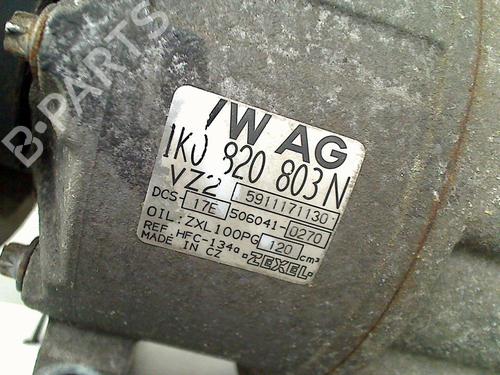 VW AG
1K0 820 803 N
VZ2 5911171130
DCS-17E 506041-0270
OIL: ZXL100PG 120 cm³
REF: HFC-134a ZEXEL
MADE IN CZ
B-PARTS